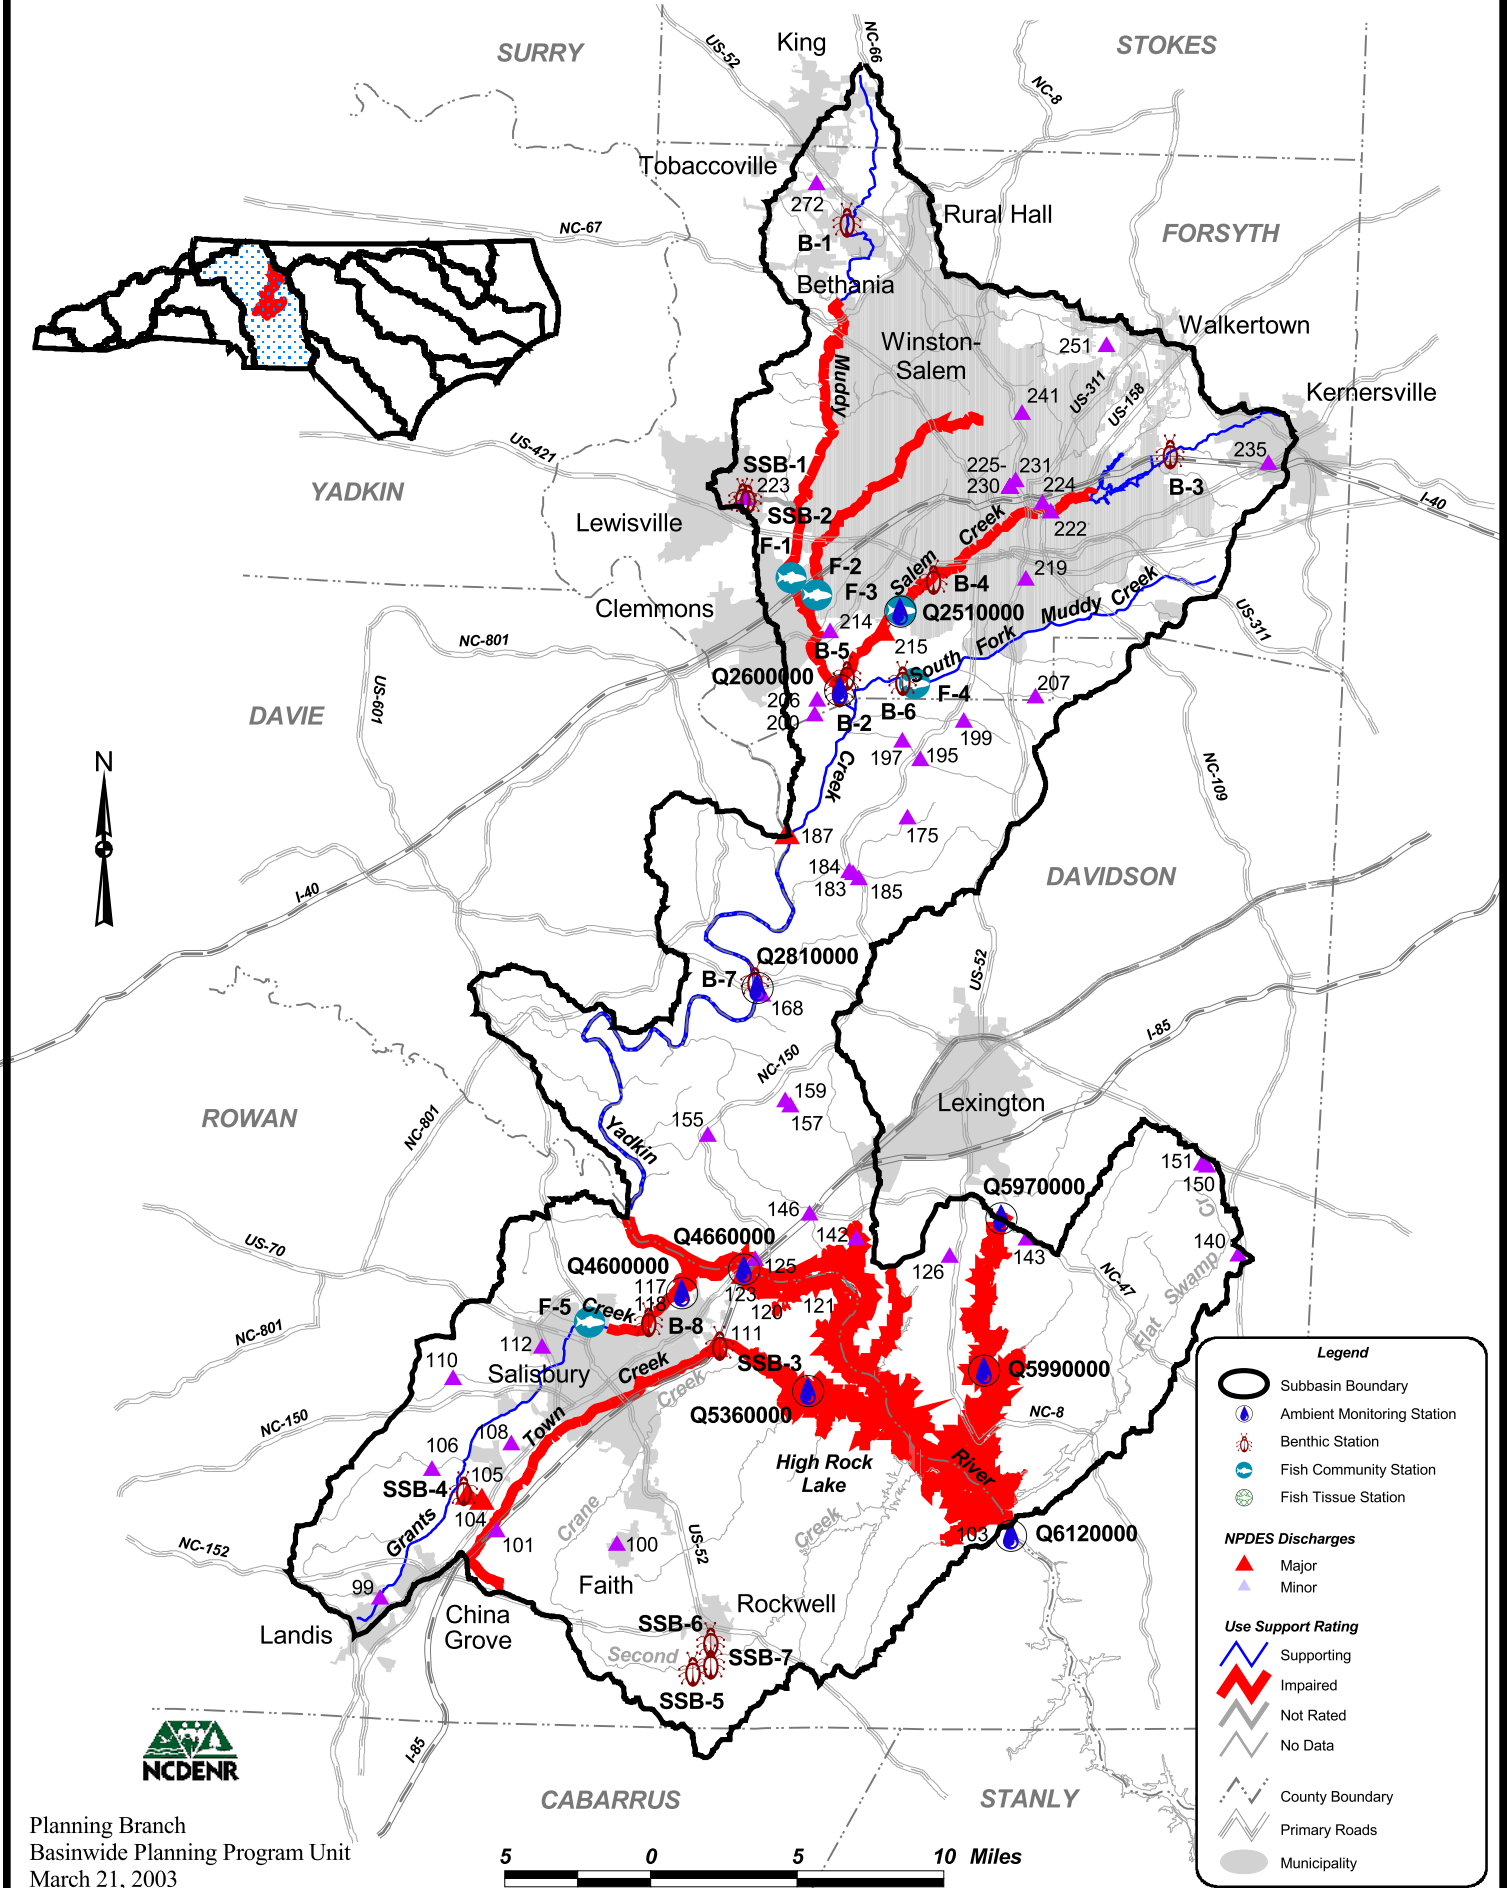 King
NC-66
US-52
SURRY
STOKES
NC-8
Tobaccoville
272
Rural Hall
NC-67
B-1
FORSYTH
Bethania
Walkertown
251
Winston-
Salem
US-311
US-158
Kernersville
Muddy
241
US-421
SSB-1
223
225-
230
231
224
235
YADKIN
B-3
I-40
SSB-2
Lewisville
222
F-1
Creek
F-2
Salem
B-4
219
F-3
Clemmons
Q2510000
South Fork Muddy Creek
US-311
214
215
NC-801
B-5
Q2600000
F-4
207
206
US-601
200
B-2
B-6
DAVIE
199
197
195
N
Creek
NC-109
175
187
184
183
185
DAVIDSON
I-40
Q2810000
US-52
B-7
168
I-85
NC-150
159
157
Lexington
ROWAN
NC-801
155
Yadkin
151
150
Q5970000
Cr
146
Q4660000
142
US-70
Q4600000
125
143
140
126
117
118
123
120
121
NC-47
Swamp
Flat
F-5
Creek
B-8
111
NC-801
112
SSB-3
110
Salisbury
Creek
Creek
Q5990000
Q5360000
NC-150
NC-8
108
Town
106
High Rock
Lake
River
105
SSB-4
104
Grants
Crane
Creek
103
Q6120000
101
100
US-52
NC-152
99
Faith
Rockwell
China
Grove
Landis
SSB-6
Second
SSB-7
SSB-5
I-85
NCDENR
CABARRUS
STANLY
Legend
Subbasin Boundary
Ambient Monitoring Station
Benthic Station
Fish Community Station
Fish Tissue Station
NPDES Discharges
Major
Minor
Use Support Rating
Supporting
Impaired
Not Rated
No Data
County Boundary
Primary Roads
Municipality
Planning Branch
Basinwide Planning Program Unit
March 21, 2003
5 0 5 10 Miles